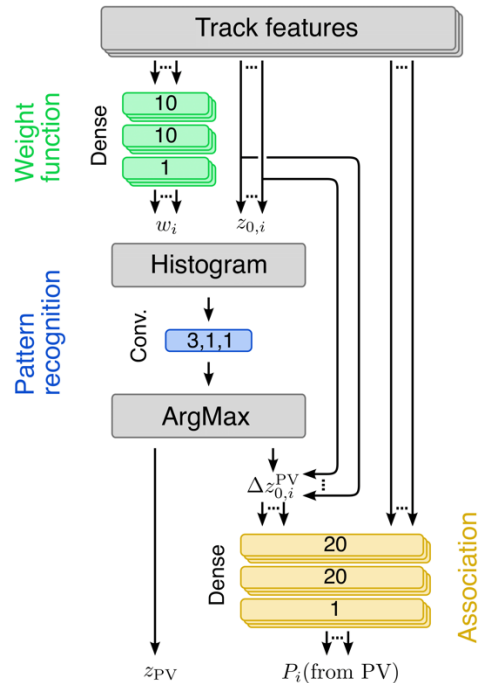 Track features
...
...
...
Weight
function
Dense
10
10
1
...
...
w_i
z_{0,i}
Histogram
Pattern
recognition
Conv.
3,1,1
ArgMax
Δz_{0,i}^{PV}
...
...
...
Association
Dense
20
20
1
...
z_{PV}
P_i(from PV)